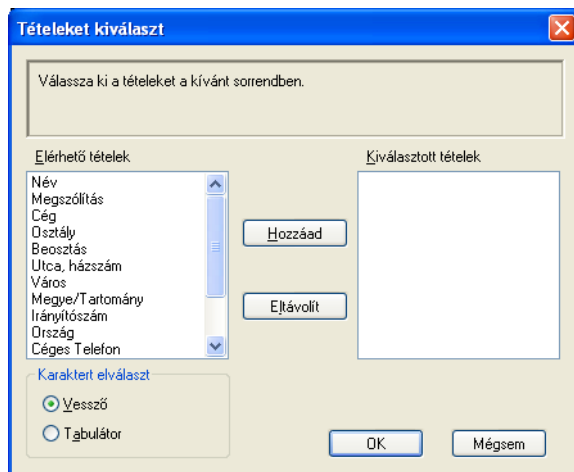 Tételeket kiválaszt
Válassza ki a tételeket a kívánt sorrendben.
Elérhető tételek
Kiválasztott tételek
Név
Megszólítás
Cég
Osztály
Beosztás
Utca, házszám
Város
Megye/Tartomány
Irányítószám
Ország
Céges Telefon
Hozzáad
Eltávolít
Karaktert elválaszt
Vessző
Tabulátor
OK
Mégsem